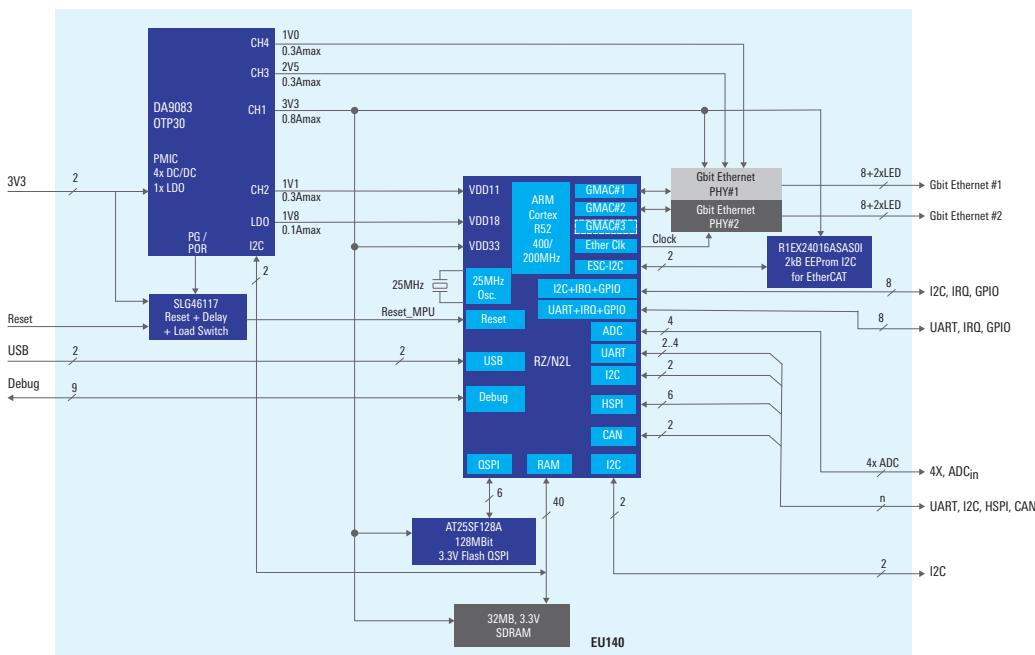 CH4
1V0
0.3Amax
CH3
2V5
0.3Amax
CH1
3V3
0.8Amax
DA9083
OTP30
PMIC
4x DC/DC
1x LDO
3V3
2
CH2
1V1
0.3Amax
LDO
1V8
0.1Amax
PG /
POR
I2C
2
SLG46117
Reset + Delay
+ Load Switch
Reset
Reset_MPU
25MHz
USB
2
2
Debug
9
VDD11
VDD18
VDD33
25MHz
Osc.
Reset
USB
Debug
ARM
Cortex
R52
400/
200MHz
RZ/N2L
GMAC#1
GMAC#2
GMAC#3
Ether Clk
ESC-I2C
I2C+IRQ+GPIO
UART+IRQ+GPIO
ADC
UART
I2C
HSPI
CAN
QSPI
RAM
I2C
Clock
2
4
2..4
2
6
2
6
40
2
Gbit Ethernet
PHY#1
Gbit Ethernet
PHY#2
8+2xLED
Gbit Ethernet #1
8+2xLED
Gbit Ethernet #2
R1EX24016ASAS0I
2kB EEProm I2C
for EtherCAT
8
I2C, IRQ, GPIO
8
UART, IRQ, GPIO
4x ADC
4X, ADCin
n
UART, I2C, HSPI, CAN
2
I2C
AT25SF128A
128MBit
3.3V Flash QSPI
32MB, 3.3V
SDRAM
EU140